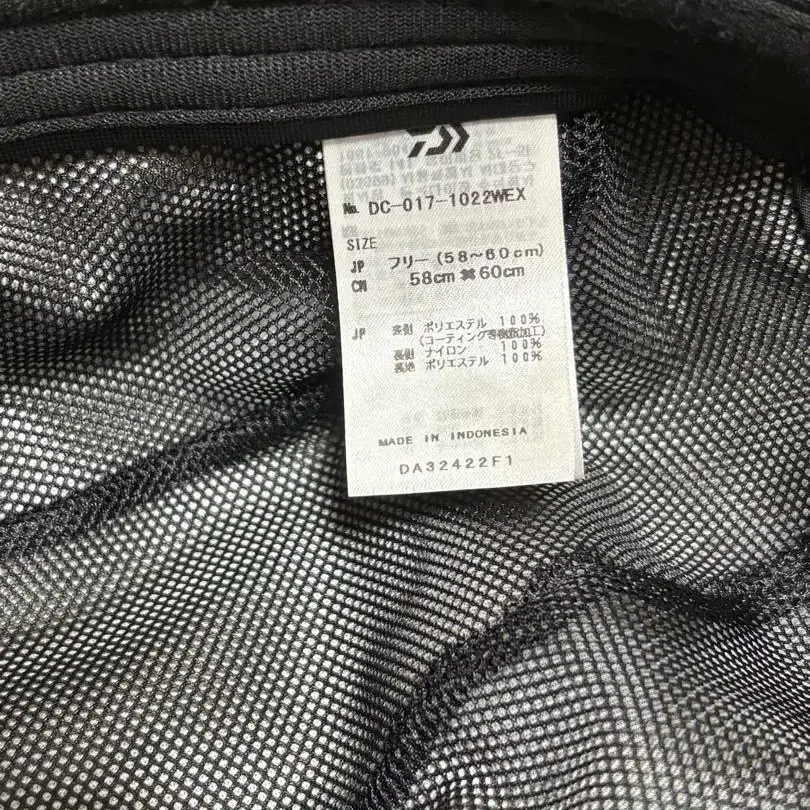 № DC-017-1022WEX
SIZE
JP フリー(58~60cm)
CN 58cm ✖ 60cm
JP 表側 ポリエステル 100%
(コーティング等樹脂加工)
裏側 ナイロン 100%
裏地 ポリエステル 100%
MADE IN INDONESIA
DA32422F1